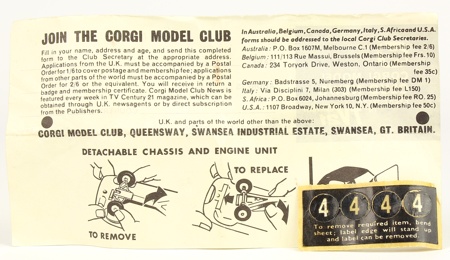 JOIN THE CORGI MODEL CLUB
Fill in your name, address and age, and send this completed
form to the Club Secretary at the appropriate address.
Applications from the U.K. must be accompanied by a Postal
Order for 1/6 to cover postage and membership fee; applications
from other parts of the world must be accompanied by a Postal
Order for 2/6 or the equivalent. You will receive in return a
badge and membership certificate. Corgi Model Club News is
featured every week in TV Century 21 magazine, which can be
obtained through U.K. newsagents or by direct subscription
from the Publishers.
In Australia, Belgium, Canada, Germany, Italy, S. Africa and U.S.A.
forms should be addressed to the local Corgi Club Secretaries.
Australia: P.O. Box 1607M, Melbourne C.1 (Membership fee 2/6)
Belgium: 111/113 Rue Massui, Brussels (Membership Frs. 10)
Canada: 234 Toryork Drive, Weston, Ontario (Membership
fee 35c)
Germany: Badstrasse 5, Nuremberg (Membership fee DM 1)
Italy: Via Disciplini 7, Milan (303) (Membership fee L150)
S. Africa: P.O. Box 6024, Johannesburg (Membership fee RO. 25)
U.S.A.: 1107 Broadway, New York 10, N.Y. (Membership fee 50c)
U.K. and parts of the world other than the above:
CORGI MODEL CLUB, QUEENSWAY, SWANSEA INDUSTRIAL ESTATE, SWANSEA, GT. BRITAIN.
DETACHABLE CHASSIS AND ENGINE UNIT
TO REPLACE
TO REMOVE
4 4 4 4
To remove required item, bend
sheet; label edge will stand up
and label can be removed.